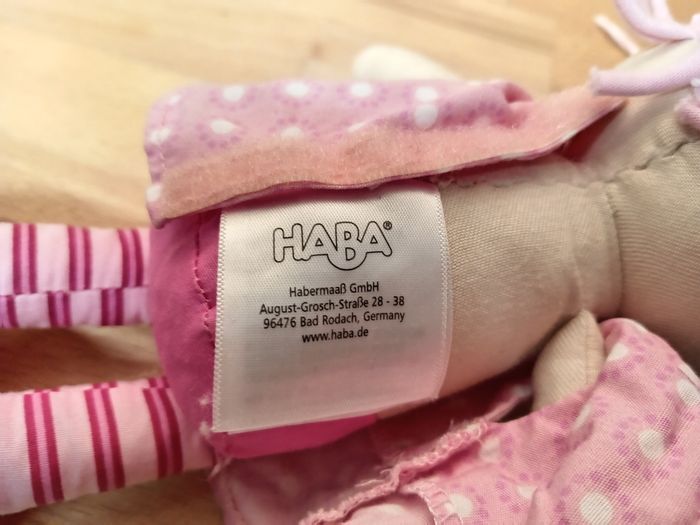 HABA®
Habermaaß GmbH
August-Grosch-Straße 28 - 38
96476 Bad Rodach, Germany
www.haba.de